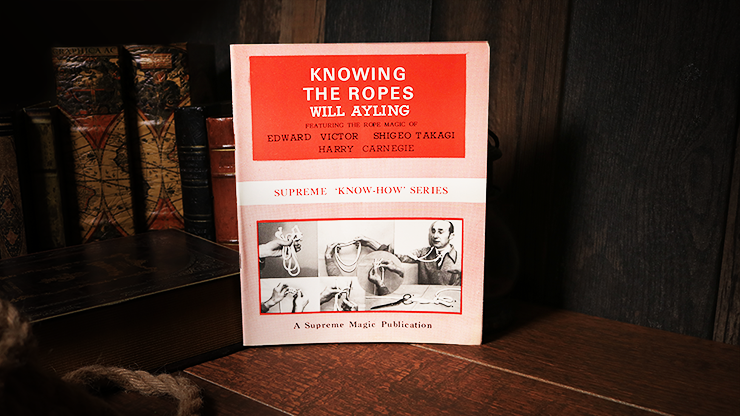 KNOWING
THE ROPES
WILL AYLING
FEATURING THE ROPE MAGIC OF
EDWARD VICTOR SHIGEO TAKAGI
HARRY CARNEGIE
SUPREME 'KNOW-HOW' SERIES
A Supreme Magic Publication